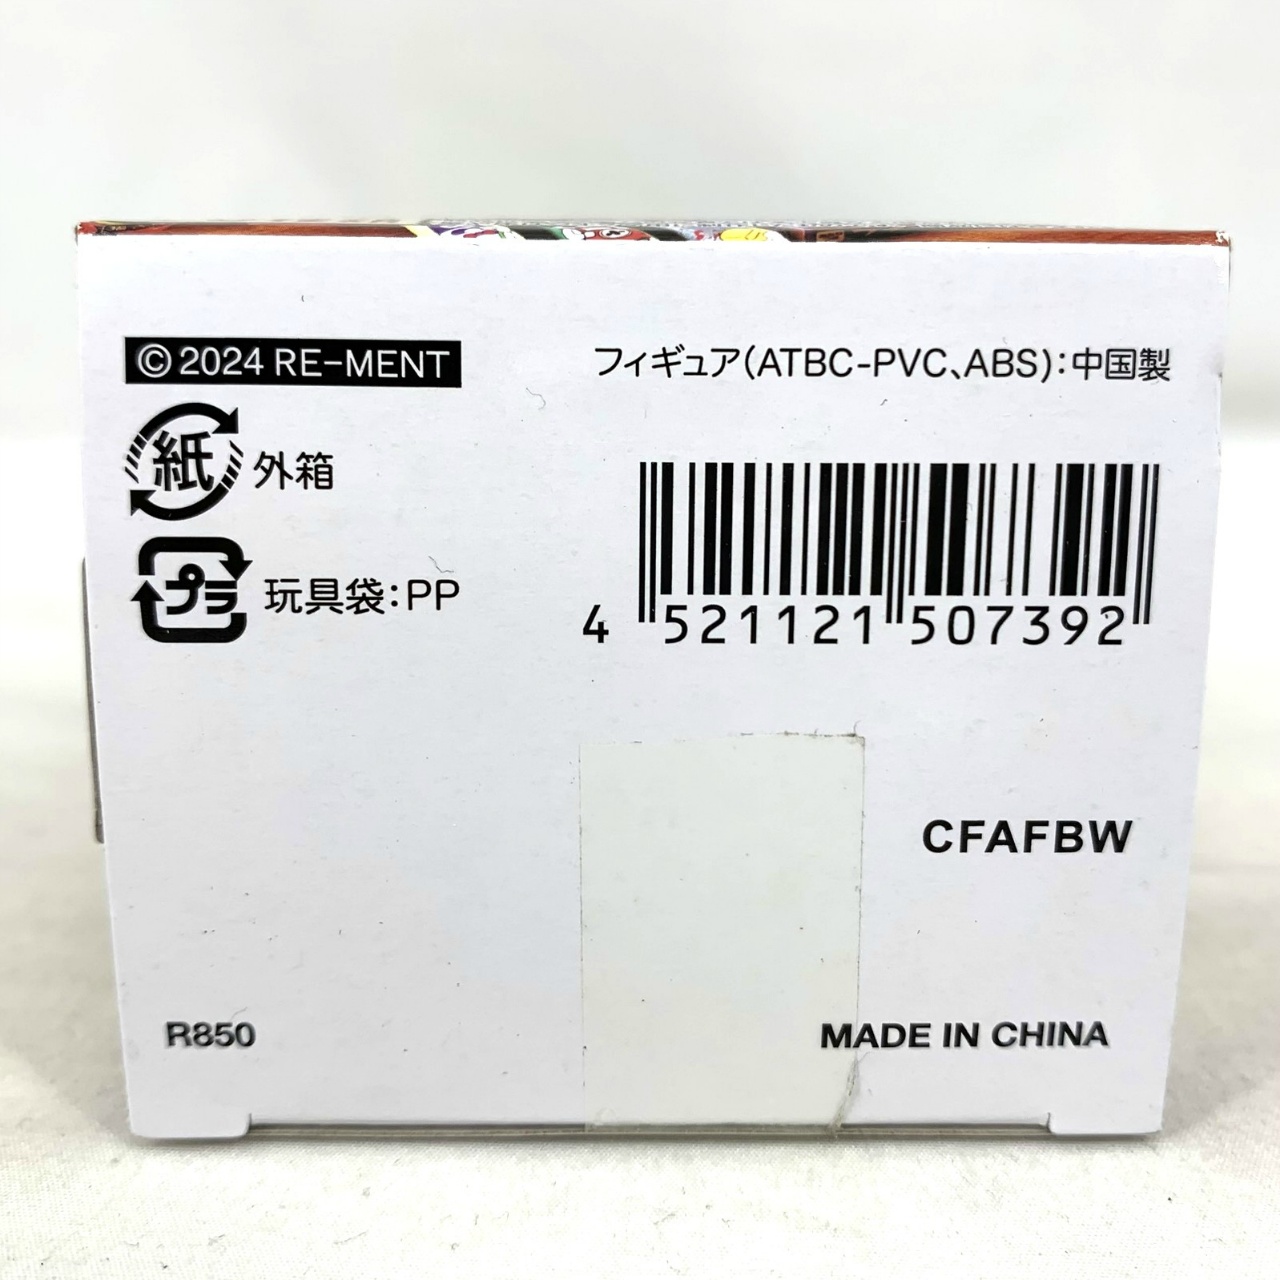 © 2024 RE-MENT
フィギュア(ATBC-PVC、ABS):中国製
紙 外箱
プラ 玩具袋:PP
4 521121 507392
CFAFBW
R850
MADE IN CHINA